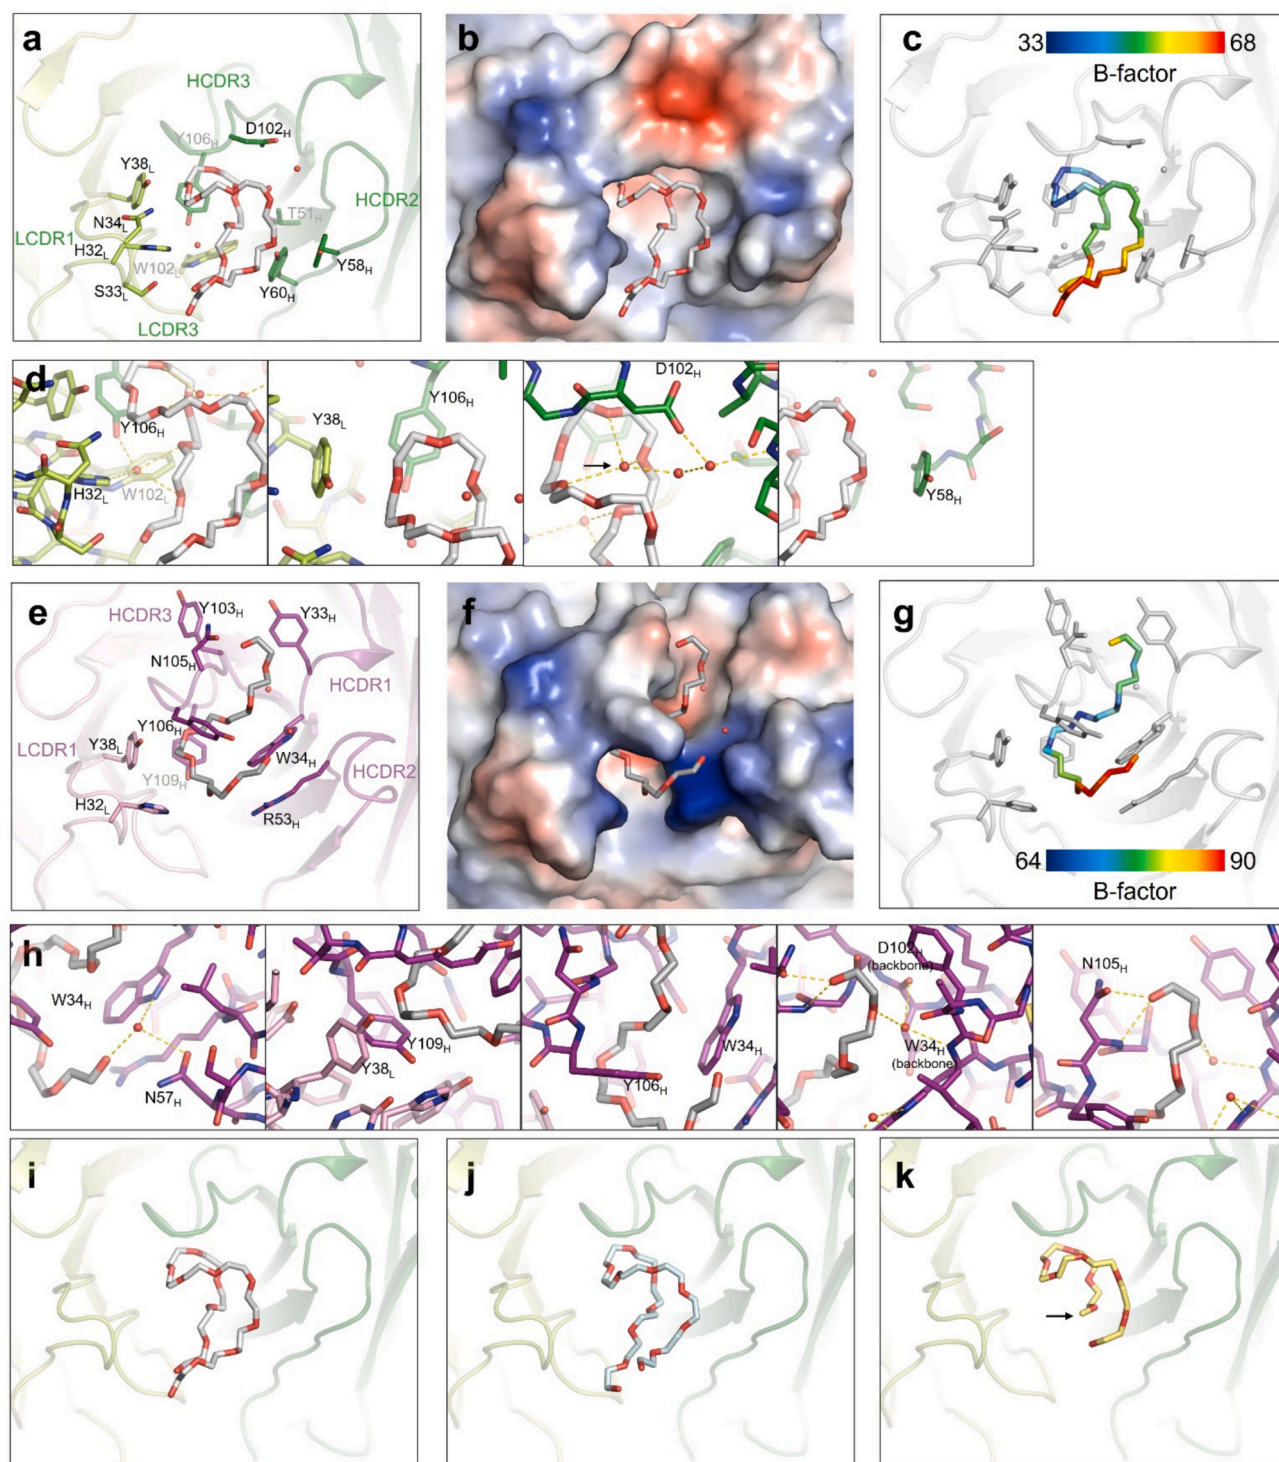 a
HCDR3
Y106H
D102H
Y38L
N34L
T51H
HCDR2
LCDR1
H32L
W102L
Y58H
S33L
Y60H
LCDR3
b
c
33
68
B-factor
d
Y106H
H32L
W102L
Y38L
Y106H
D102H
Y58H
e
HCDR3
Y103H
Y33H
N105H
HCDR1
Y106H
LCDR1
Y38L
W34H
HCDR2
Y109H
H32L
R53H
f
g
64
90
B-factor
h
W34H
N57H
Y109H
Y38L
W34H
Y106H
D102H
(backbone)
W34H
(backbone)
N105H
i
j
k